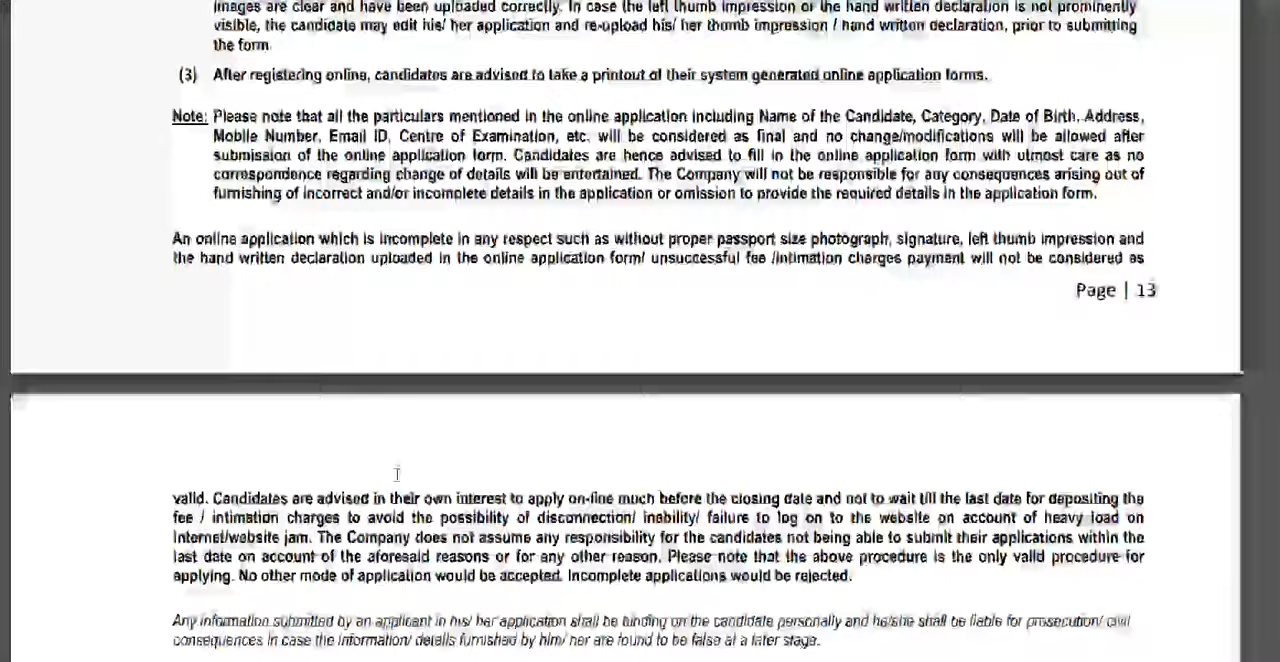 images are clear and have been uploaded correctly. In case the left thumb impression or the hand written declaration is not prominently
visible, the candidate may edit his/ her application and re-upload his/ her thumb impression / hand written declaration, prior to submitting
the form
(3) After registering online, candidates are advised to take a printout of their system generated online application forms.
Note: Please note that all the particulars mentioned in the online application including Name of the Candidate, Category, Date of Birth, Address,
Mobile Number, Email ID, Centre of Examination, etc. will be considered as final and no change/modifications will be allowed after
submission of the online application form. Candidates are hence advised to fill in the online application form with utmost care as no
correspondence regarding change of details will be entertained. The Company will not be responsible for any consequences arising out of
furnishing of incorrect and/or incomplete details in the application or omission to provide the required details in the application form.
An online application which is incomplete in any respect such as without proper passport size photograph, signature, left thumb impression and
the hand written declaration uploaded in the online application form/ unsuccessful fee /intimation charges payment will not be considered as
Page | 13
valid. Candidates are advised in their own interest to apply on-line much before the closing date and not to wait till the last date for depositing the
fee / intimation charges to avoid the possibility of disconnection/ inability/ failure to log on to the website on account of heavy load on
Internet/website jam. The Company does not assume any responsibility for the candidates not being able to submit their applications within the
last date on account of the aforesaid reasons or for any other reason. Please note that the above procedure is the only valid procedure for
applying. No other mode of application would be accepted. Incomplete applications would be rejected.
Any information submitted by an applicant in his/ her application shall be binding on the candidate personally and he/she shall be liable for prosecution/ civil
consequences in case the information/ details furnished by him/ her are found to be false at a later stage.